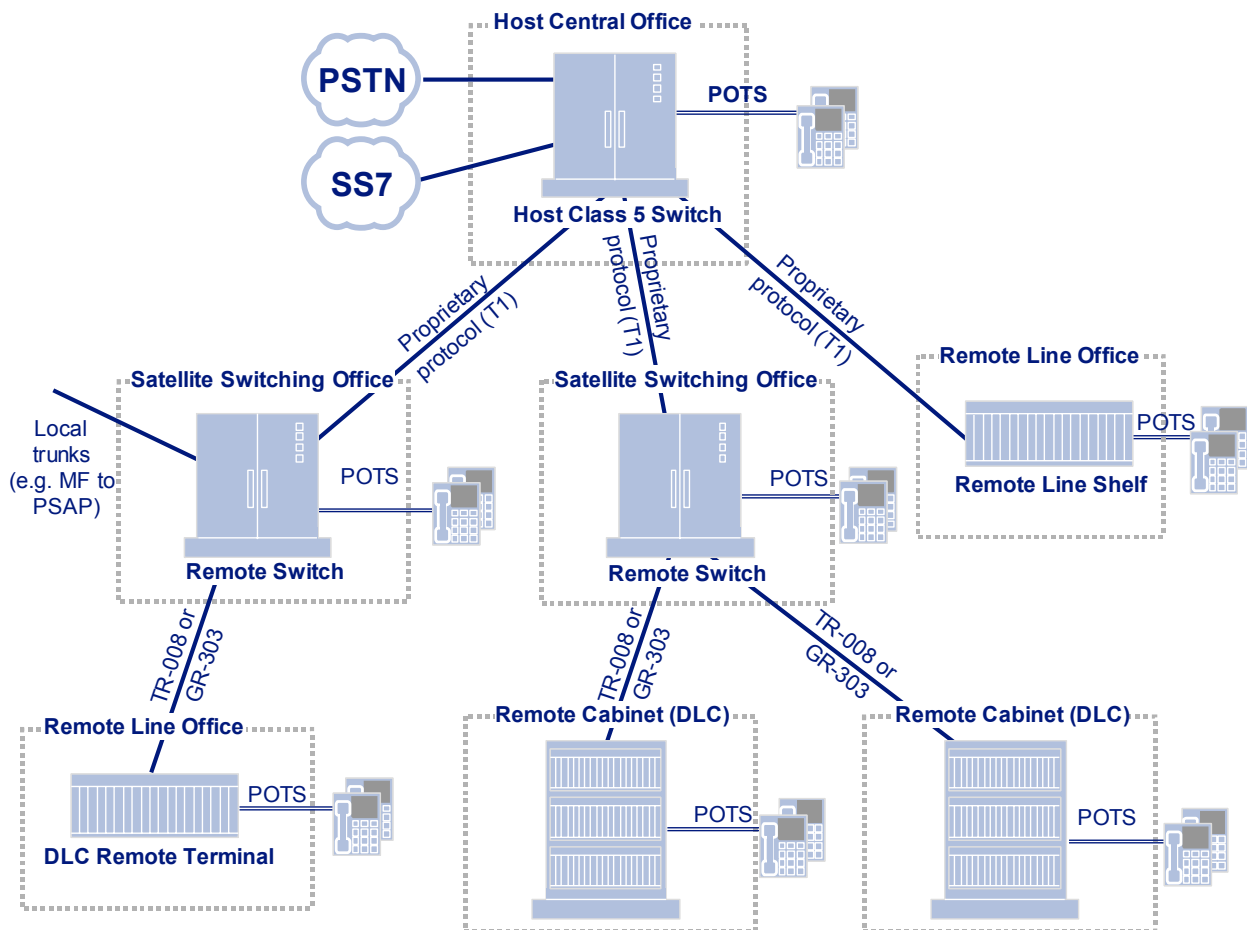 Host Central Office
PSTN
POTS
SS7
Host Class 5 Switch
Proprietary
protocol (T1)
Proprietary
protocol (T1)
Proprietary
protocol (T1)
Remote Line Office
Satellite Switching Office
Satellite Switching Office
Local
trunks
(e.g. MF to
PSAP)
POTS
POTS
POTS
Remote Line Shelf
Remote Switch
Remote Switch
TR-008 or
GR-303
TR-008 or
GR-303
TR-008 or
GR-303
Remote Line Office
Remote Cabinet (DLC)
Remote Cabinet (DLC)
POTS
POTS
POTS
DLC Remote Terminal